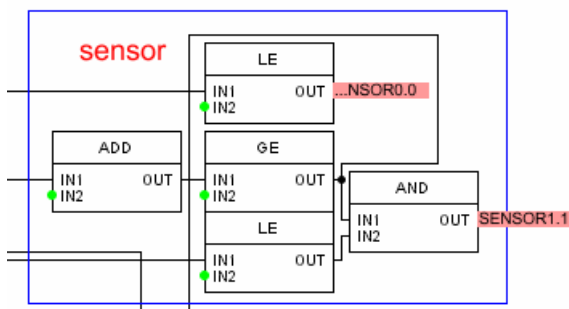 sensor
LE
IN1 OUT ...NSOR0.0
IN2
ADD
IN1 OUT
IN2
GE
IN1 OUT
IN2
LE
IN1 OUT
IN2
AND
IN1 OUT SENSOR1.1
IN2